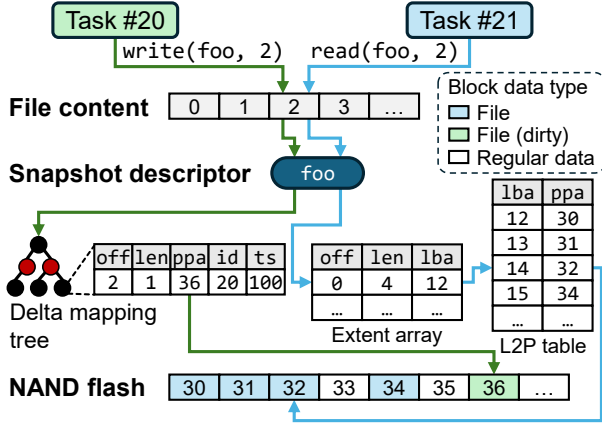 Task #20 Task #21
write(foo, 2) read(foo, 2)
File content 0 1 2 3 …
Block data type
File
File (dirty)
Regular data
Snapshot descriptor foo
lba ppa
12 30
13 31
14 32
15 34
… …
L2P table
off len ppa id ts
2 1 36 20 100
Delta mapping
tree
off len lba
0 4 12
… … …
Extent array
NAND flash 30 31 32 33 34 35 36 …